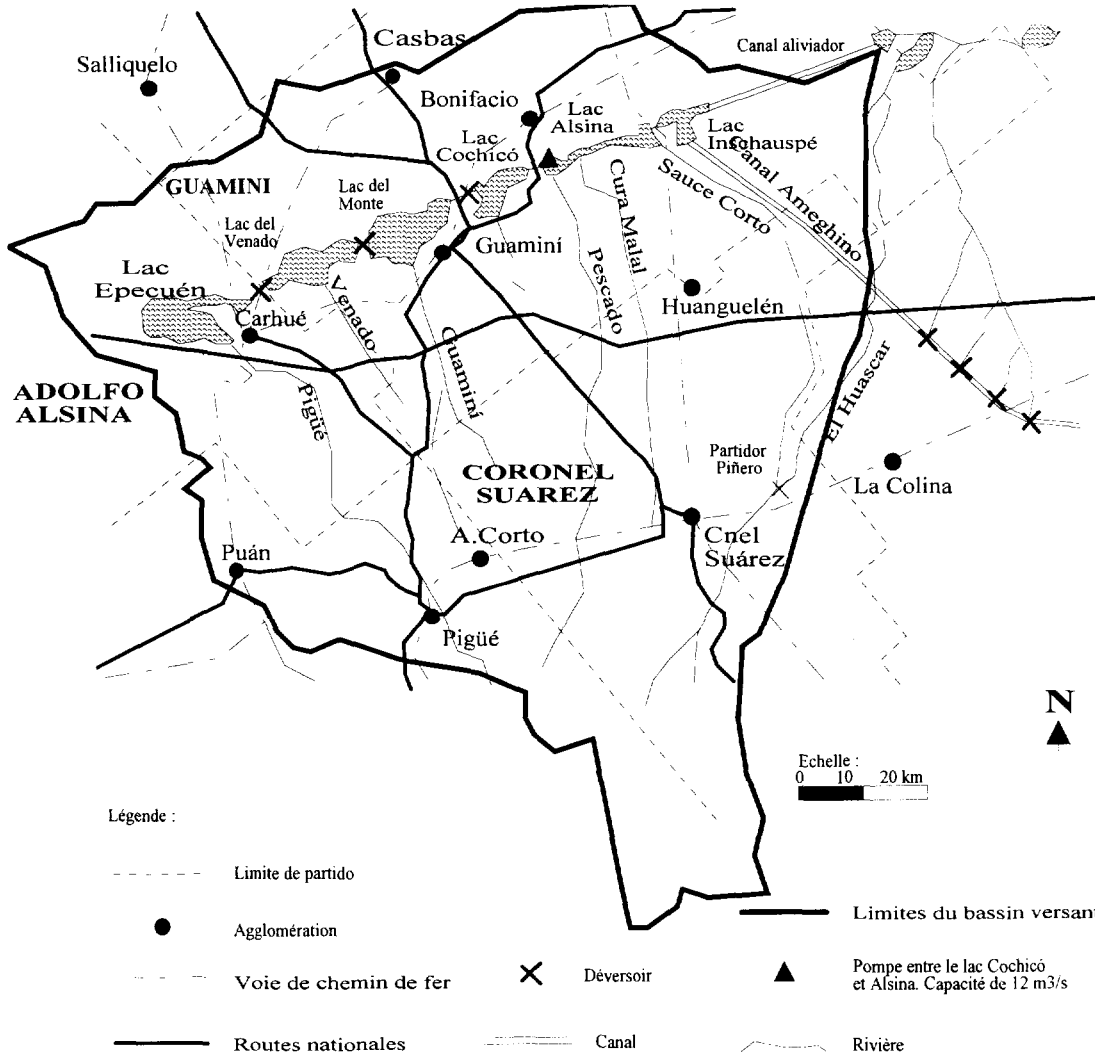 Casbas
Salliquelo
Canal aliviador
Bonifacio
Lac
Alsina
Lac
Cochicó
Lac
Inschauspé
Canal Ameghino
Sauce Corto
Cura Malal
Pescado
GUAMINI
Lac del
Monte
Lac del
Venado
Guaminí
Lac
Epecuén
Venado
Huanguelén
Carhué
Guaminí
El Huascar
ADOLFO
ALSINA
Pigüé
Partidor
Piñero
CORONEL
SUAREZ
La Colina
A.Corto
Cnel
Suárez
Puán
Pigüé
N
Echelle :
0 10 20 km
Légende :
Limite de partido
Agglomération
Limites du bassin versant
Voie de chemin de fer
Déversoir
Pompe entre le lac Cochicó
et Alsina. Capacité de 12 m3/s
Routes nationales
Canal
Rivière